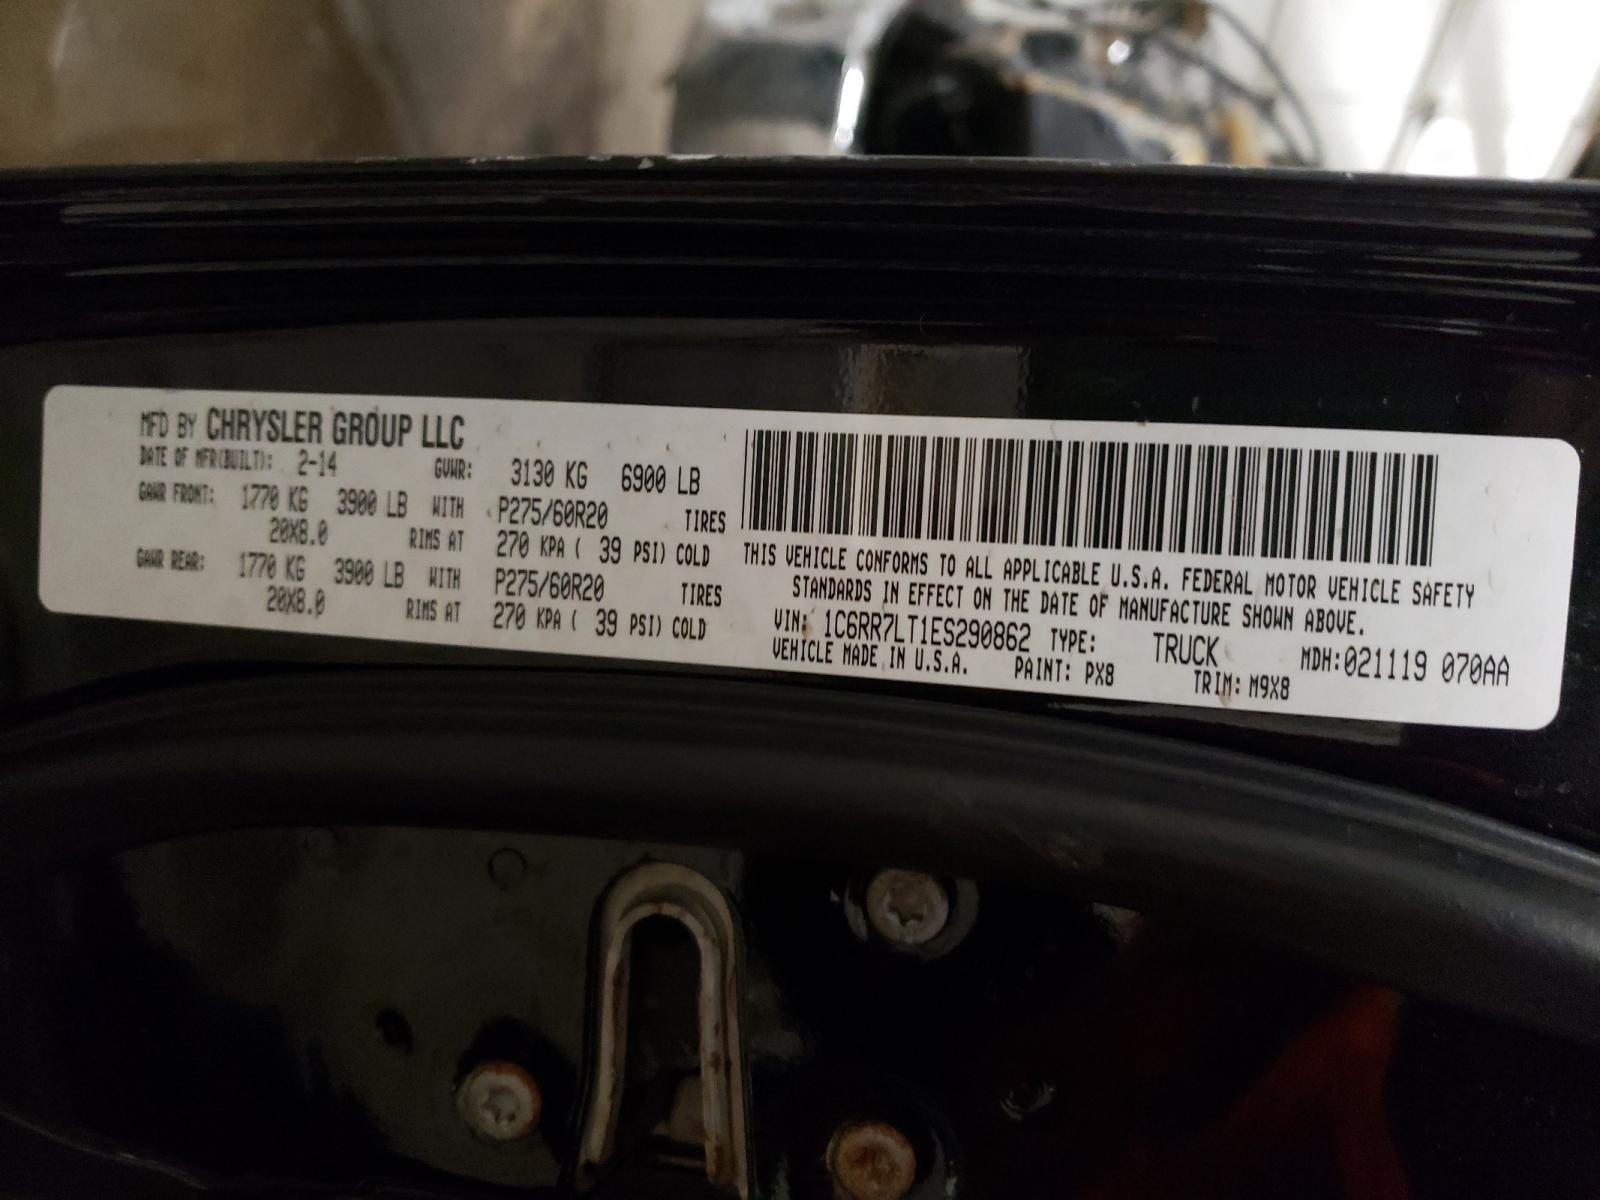 MFD BY CHRYSLER GROUP LLC
DATE OF MFR(BUILT): 2-14 GVWR: 3130 KG 6900 LB
GAWR FRONT: 1770 KG 3900 LB WITH P275/60R20 TIRES
20X8.0 RIMS AT 270 KPA ( 39 PSI) COLD
GAWR REAR: 1770 KG 3900 LB WITH P275/60R20 TIRES
20X8.0 RIMS AT 270 KPA ( 39 PSI) COLD
THIS VEHICLE CONFORMS TO ALL APPLICABLE U.S.A. FEDERAL MOTOR VEHICLE SAFETY
STANDARDS IN EFFECT ON THE DATE OF MANUFACTURE SHOWN ABOVE.
VIN: 1C6RR7LT1ES290862 TYPE: TRUCK MDH:021119 070AA
VEHICLE MADE IN U.S.A. PAINT: PX8 TRIM: M9X8